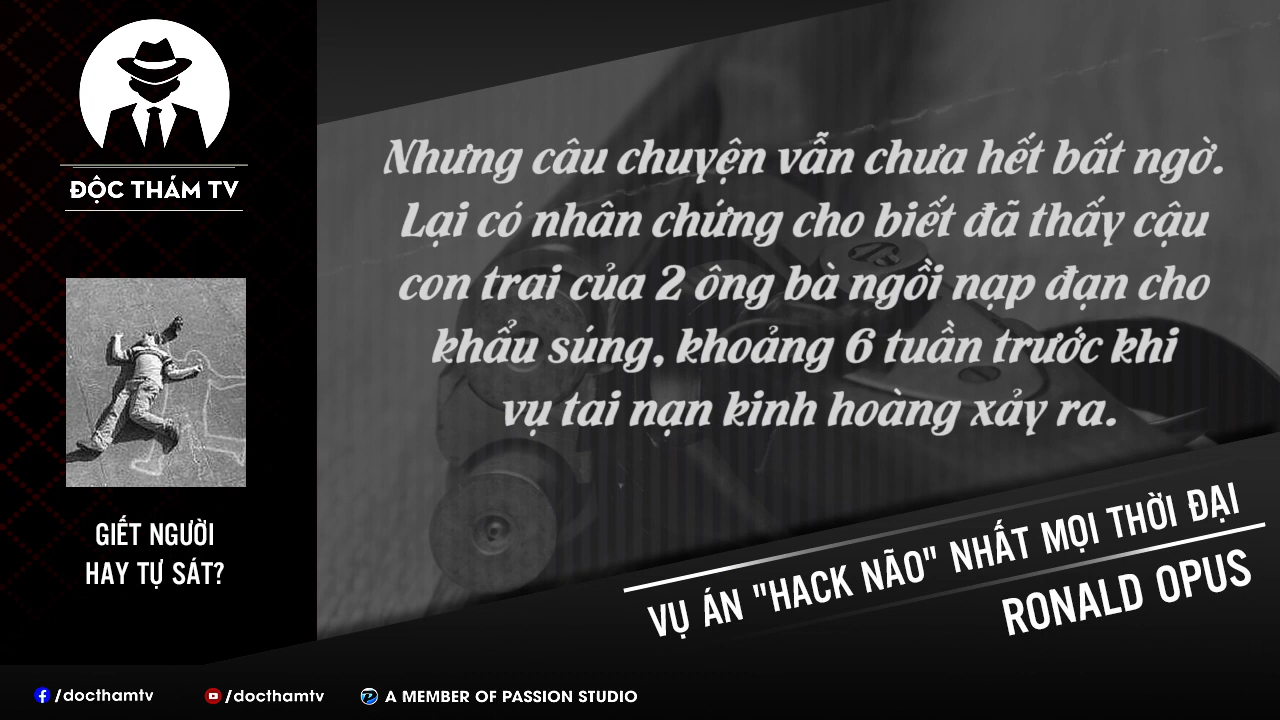 ĐỘC THÁM TV
GIẾT NGƯỜI
HAY TỰ SÁT?
Nhưng câu chuyện vẫn chưa hết bất ngờ.
Lại có nhân chứng cho biết đã thấy cậu
con trai của 2 ông bà ngồi nạp đạn cho
khẩu súng, khoảng 6 tuần trước khi
vụ tai nạn kinh hoàng xảy ra.
VỤ ÁN "HACK NÃO" NHẤT MỌI THỜI ĐẠI
RONALD OPUS
/docthamtv
/docthamtv
A MEMBER OF PASSION STUDIO